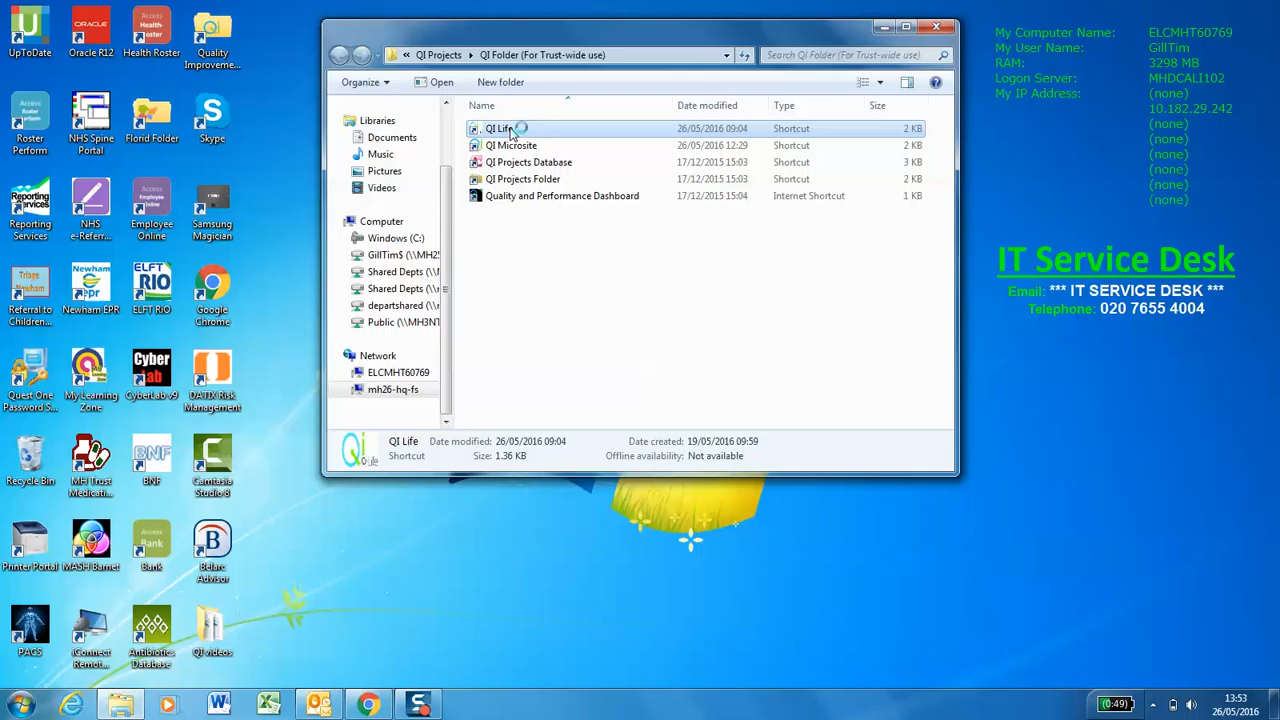 UpToDate
Oracle R12
Health Roster
Quality Improveme...
Roster Perform
NHS Spine Portal
Florid Folder
Skype
Reporting Services
NHS e-Referr...
Employee Online
Samsung Magician
Referral to Children...
Newham EPR
ELFT RIO
Google Chrome
Quest One Password S...
My Learning Zone
CyberLab v9
DATIX Risk Management
Recycle Bin
MH Trust Medicati...
BNF
Camtasia Studio 8
Printer Portal
MASH Barnet
Bank
Belarc Advisor
PACS
iConnect Remot...
Antibiotics Database
QI videos
« QI Projects ▸ QI Folder (For Trust-wide use)
Search QI Folder (For Trust-wide use)
Organize
Open
New folder
Name Date modified Type Size
QI Life 26/05/2016 09:04 Shortcut 2 KB
QI Microsite 26/05/2016 12:29 Shortcut 2 KB
QI Projects Database 17/12/2015 15:03 Shortcut 3 KB
QI Projects Folder 17/12/2015 15:03 Shortcut 2 KB
Quality and Performance Dashboard 17/12/2015 15:04 Internet Shortcut 1 KB
Libraries
Documents
Music
Pictures
Videos
Computer
Windows (C:)
GillTim$ (\\MH25
Shared Depts (\\M
Shared Depts (\\n
departshared (\\m
Public (\\MH3NT
Network
ELCMHT60769
mh26-hq-fs
QI Life Date modified: 26/05/2016 09:04 Date created: 19/05/2016 09:59
Shortcut Size: 1.36 KB Offline availability: Not available
My Computer Name: ELCMHT60769
My User Name: GillTim
RAM: 3298 MB
Logon Server: MHDCALI102
My IP Address: (none)
10.182.29.242
(none)
(none)
(none)
(none)
(none)
IT Service Desk
Email: *** IT SERVICE DESK ***
Telephone: 020 7655 4004
(0:49)
13:53
26/05/2016